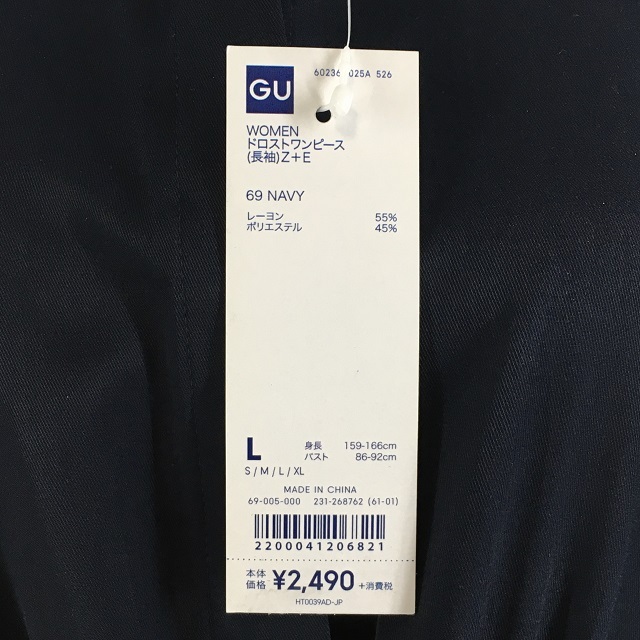 GU
025A 526
WOMEN
ドロストワンピース
(長袖)Z+E
69 NAVY
レーヨン 55%
ポリエステル 45%
L 身長 159-166cm
バスト 86-92cm
S / M / L / XL
MADE IN CHINA
69-005-000 231-268762 (61-01)
2200041206821
本体価格 ¥2,490 +消費税
HT0039AD-JP